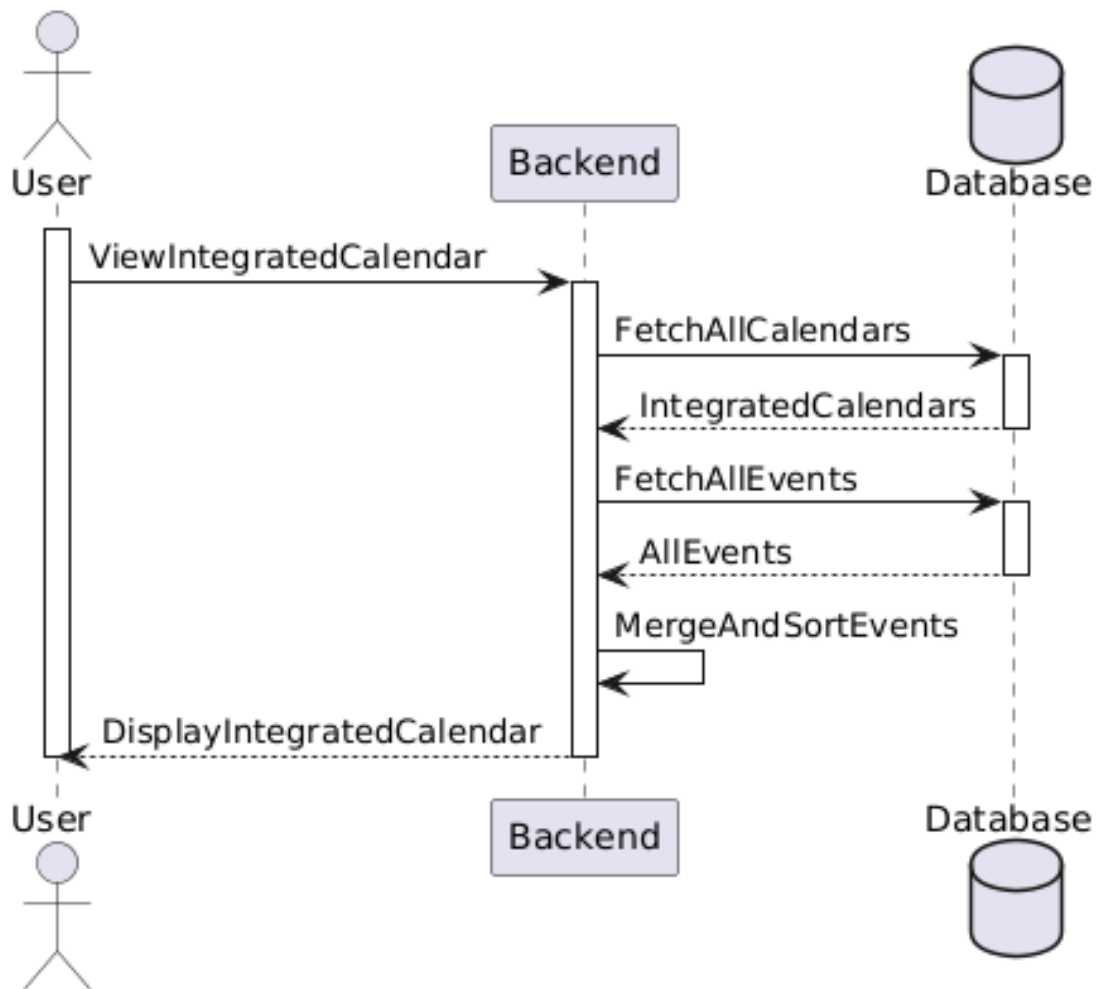 User
Backend
Database
ViewIntegratedCalendar
FetchAllCalendars
IntegratedCalendars
FetchAllEvents
AllEvents
MergeAndSortEvents
DisplayIntegratedCalendar
User
Backend
Database